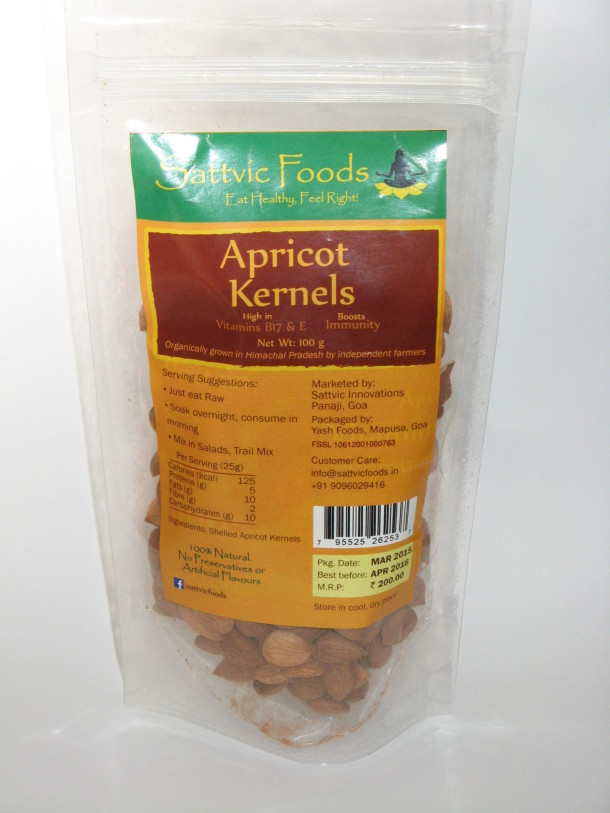 Sattvic Foods
Eat Healthy, Feel Right!
Apricot
Kernels
High in
Vitamins B17 & E
Boosts
Immunity
Net Wt: 100 g
Organically grown in Himachal Pradesh by independent farmers
Serving Suggestions:
• Just eat Raw
• Soak overnight, consume in
morning
• Mix in Salads, Trail Mix
Per Serving (25g)
Calories (kcal) 125
Proteins (g) 5
Fats (g) 10
Fibre (g) 2
Carbohydrates (g) 10
Ingredients: Shelled Apricot Kernels
100% Natural.
No Preservatives or
Artificial Flavours
f /sattvicfoods
Marketed by:
Sattvic Innovations
Panaji, Goa
Packaged by:
Yash Foods, Mapusa, Goa
FSSL 10612001000763
Customer Care:
info@sattvicfoods.in
+91 9096029416
7 95525 26253 7
Pkg. Date: MAR 2015
Best before: APR 2016
M.R.P: ₹ 200.00
Store in cool, dry place